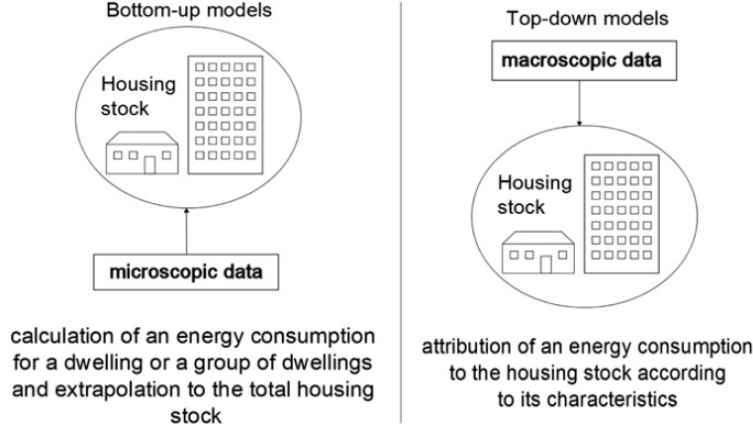 Bottom-up models
Housing
stock
microscopic data
calculation of an energy consumption
for a dwelling or a group of dwellings
and extrapolation to the total housing
stock
Top-down models
macroscopic data
Housing
stock
attribution of an energy consumption
to the housing stock according
to its characteristics